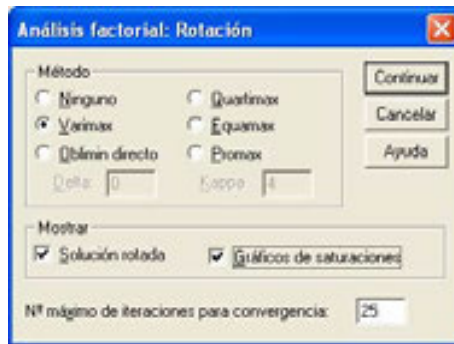 Análisis factorial: Rotación
Método
Ninguno
Quartimax
Varimax
Equamax
Oblimin directo
Promax
Delta: 0
Kappa 4
Continuar
Cancelar
Ayuda
Mostrar
Solución rotada
Gráficos de saturaciones
Nº máximo de iteraciones para convergencia: 25